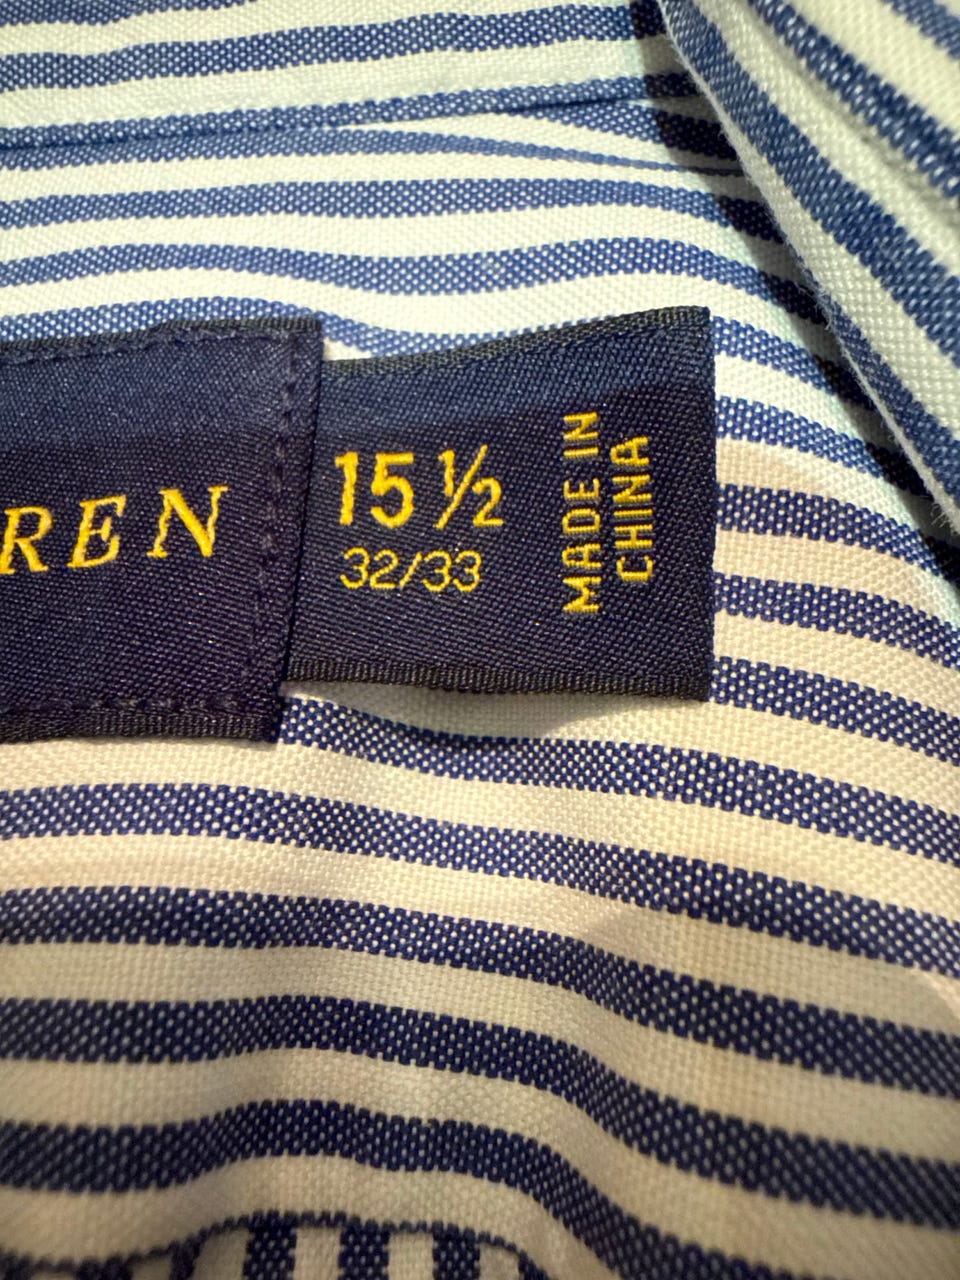 REN
15 ½
32/33
MADE IN
CHINA